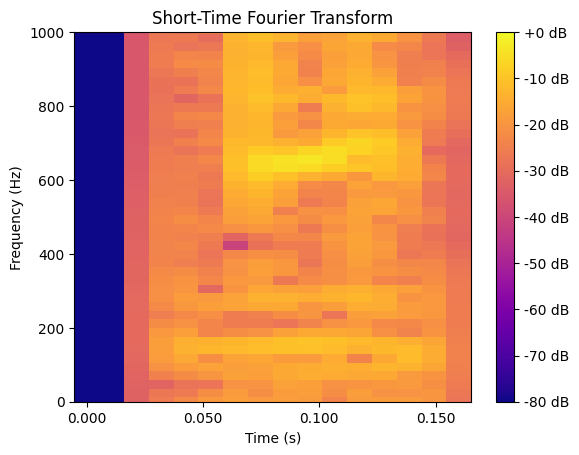 Short-Time Fourier Transform
1000
800
600
400
200
0
Frequency (Hz)
0.000
0.050
0.100
0.150
Time (s)
+0 dB
-10 dB
-20 dB
-30 dB
-40 dB
-50 dB
-60 dB
-70 dB
-80 dB